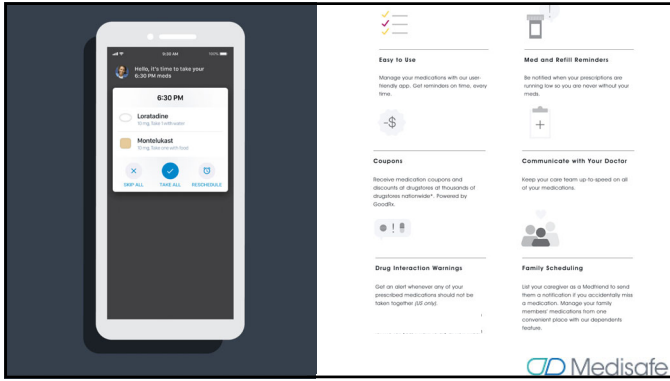 9:30 AM
100%
Hello, it's time to take your
6:30 PM meds
6:30 PM
Loratadine
10 mg, Take 1 with water
Montelukast
10 mg, Take one with food
SKIP ALL
TAKE ALL
RESCHEDULE
Easy to Use
Manage your medications with our user-
friendly app. Get reminders on time, every
time.
Med and Refill Reminders
Be notified when your prescriptions are
running low so you are never without your
meds.
-$
Coupons
Receive medication coupons and
discounts at drugstores at thousands of
drugstores nationwide*. Powered by
GoodRx.
Communicate with Your Doctor
Keep your care team up-to-speed on all
of your medications.
Drug Interaction Warnings
Get an alert whenever any of your
prescribed medications should not be
taken together (US only).
Family Scheduling
List your caregiver as a Medfriend to send
them a notification if you accidentally miss
a medication. Manage your family
members' medications from one
convenient place with our dependents
feature.
Medisafe